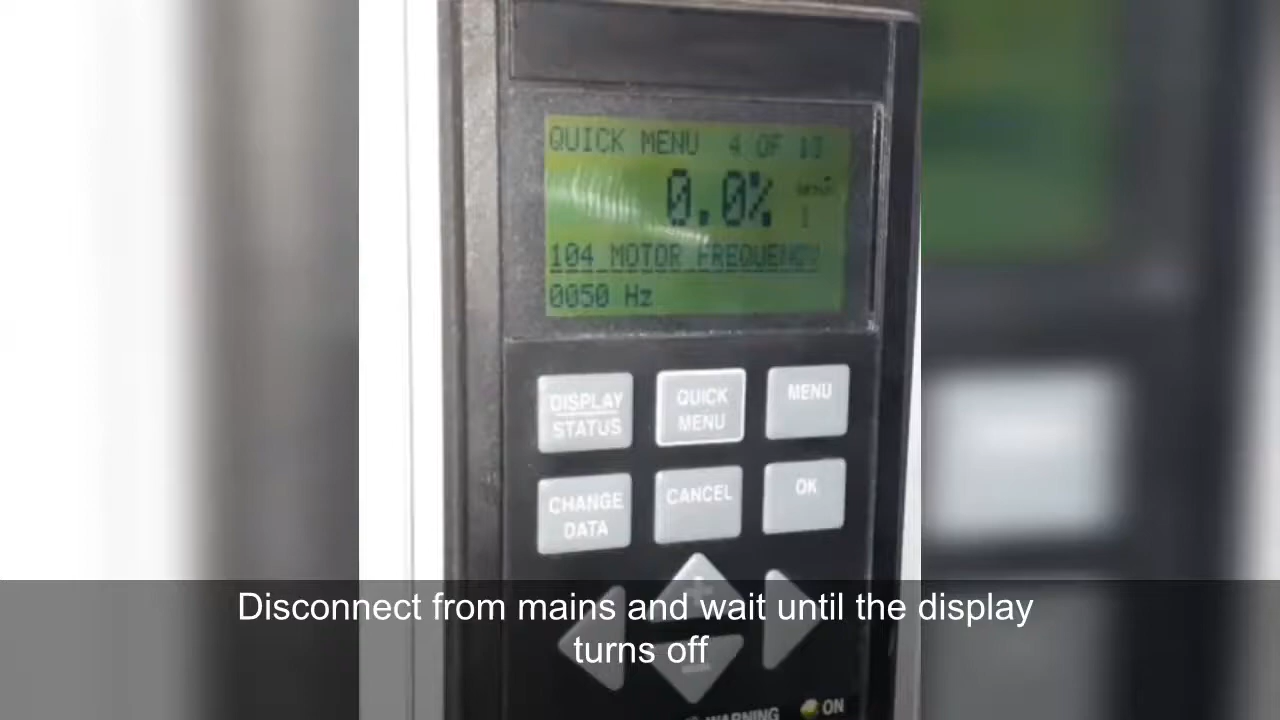 QUICK MENU 4 OF 13
0.0%
1
104 MOTOR FREQUENCY
0050 Hz
DISPLAY
STATUS
QUICK
MENU
MENU
CHANGE
DATA
CANCEL
OK
+
Disconnect from mains and wait until the display
turns off
WARNING
ON